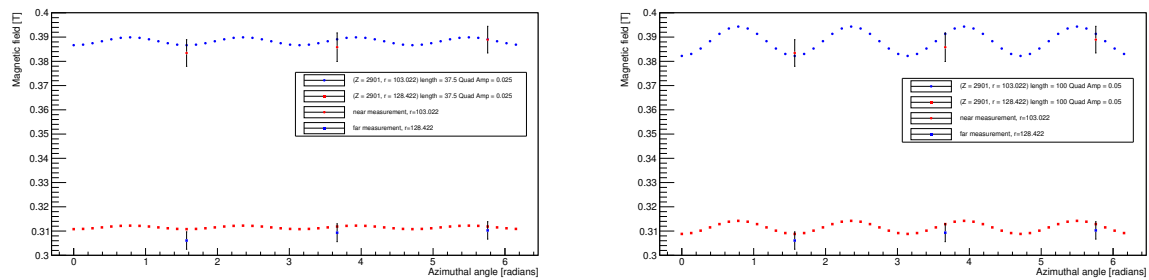 Magnetic field [T]
0.4
0.39
0.38
0.37
0.36
0.35
0.34
0.33
0.32
0.31
0.3
(Z = 2901, r = 103.022) length = 37.5 Quad Amp = 0.025
(Z = 2901, r = 128.422) length = 37.5 Quad Amp = 0.025
near measurement, r=103.022
far measurement, r=128.422
0 1 2 3 4 5 6
Azimuthal angle [radians]
Magnetic field [T]
0.4
0.39
0.38
0.37
0.36
0.35
0.34
0.33
0.32
0.31
0.3
(Z = 2901, r = 103.022) length = 100 Quad Amp = 0.05
(Z = 2901, r = 128.422) length = 100 Quad Amp = 0.05
near measurement, r=103.022
far measurement, r=128.422
0 1 2 3 4 5 6
Azimuthal angle [radians]